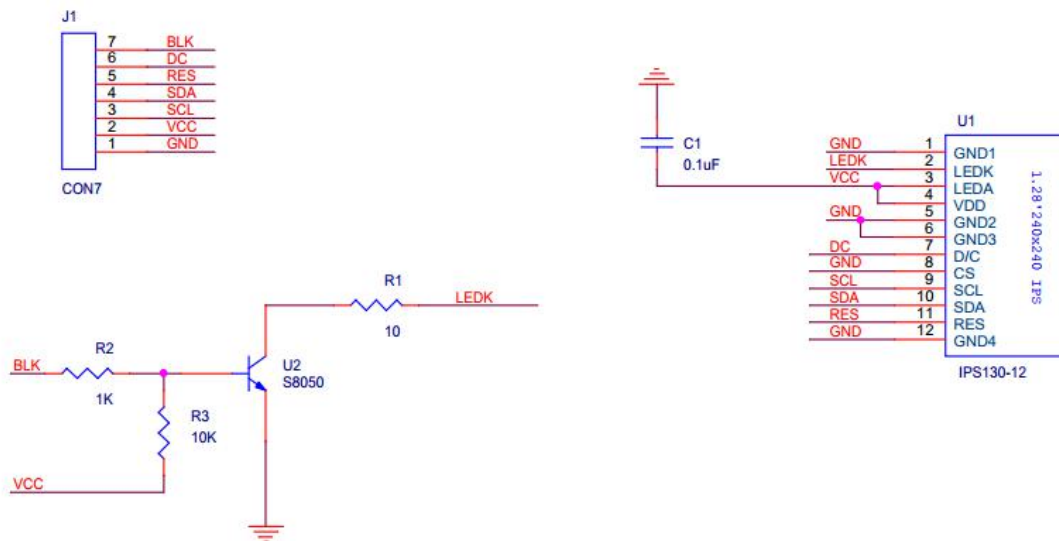 J1
7 BLK
6 DC
5 RES
4 SDA
3 SCL
2 VCC
1 GND
CON7
C1
0.1uF
U1
GND 1 GND1
LEDK 2 LEDK
VCC 3 LEDA
4 VDD
GND 5 GND2
6 GND3
DC 7 D/C
GND 8 CS
SCL 9 SCL
SDA 10 SDA
RES 11 RES
GND 12 GND4
1.28*240x240 IPS
IPS130-12
R1
10
LEDK
BLK
R2
1K
U2
S8050
R3
10K
VCC